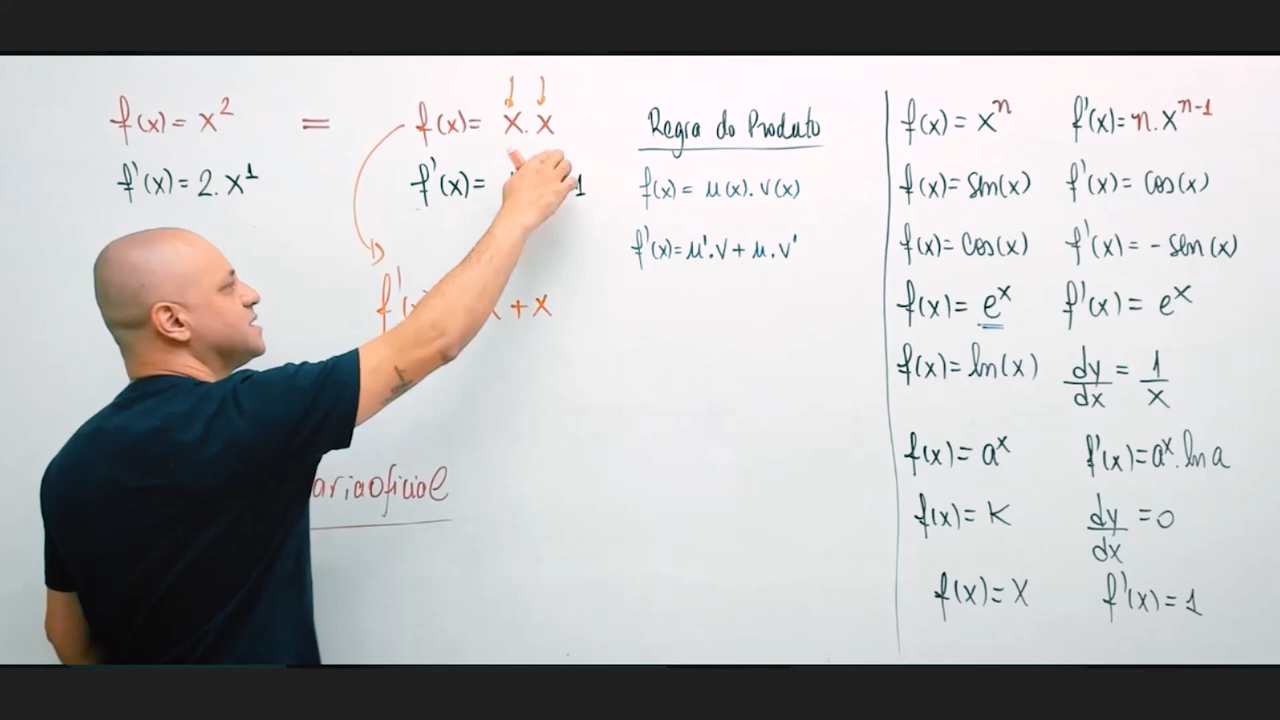 f(x) = x²
=
f(x) = x . x
f'(x) = 2 . x¹
f'(x) =
1
f'(x)
x + x
ariaoficial
Regra do Produto
f(x) = u(x) . v(x)
f'(x) = u' . v + u . v'
f(x) = xⁿ f'(x) = n . xⁿ⁻¹
f(x) = sen(x) f'(x) = cos(x)
f(x) = cos(x) f'(x) = - sen(x)
f(x) = eˣ f'(x) = eˣ
f(x) = ln(x) dy/dx = 1/x
f(x) = aˣ f'(x) = aˣ . ln a
f(x) = K dy/dx = 0
f(x) = x f'(x) = 1